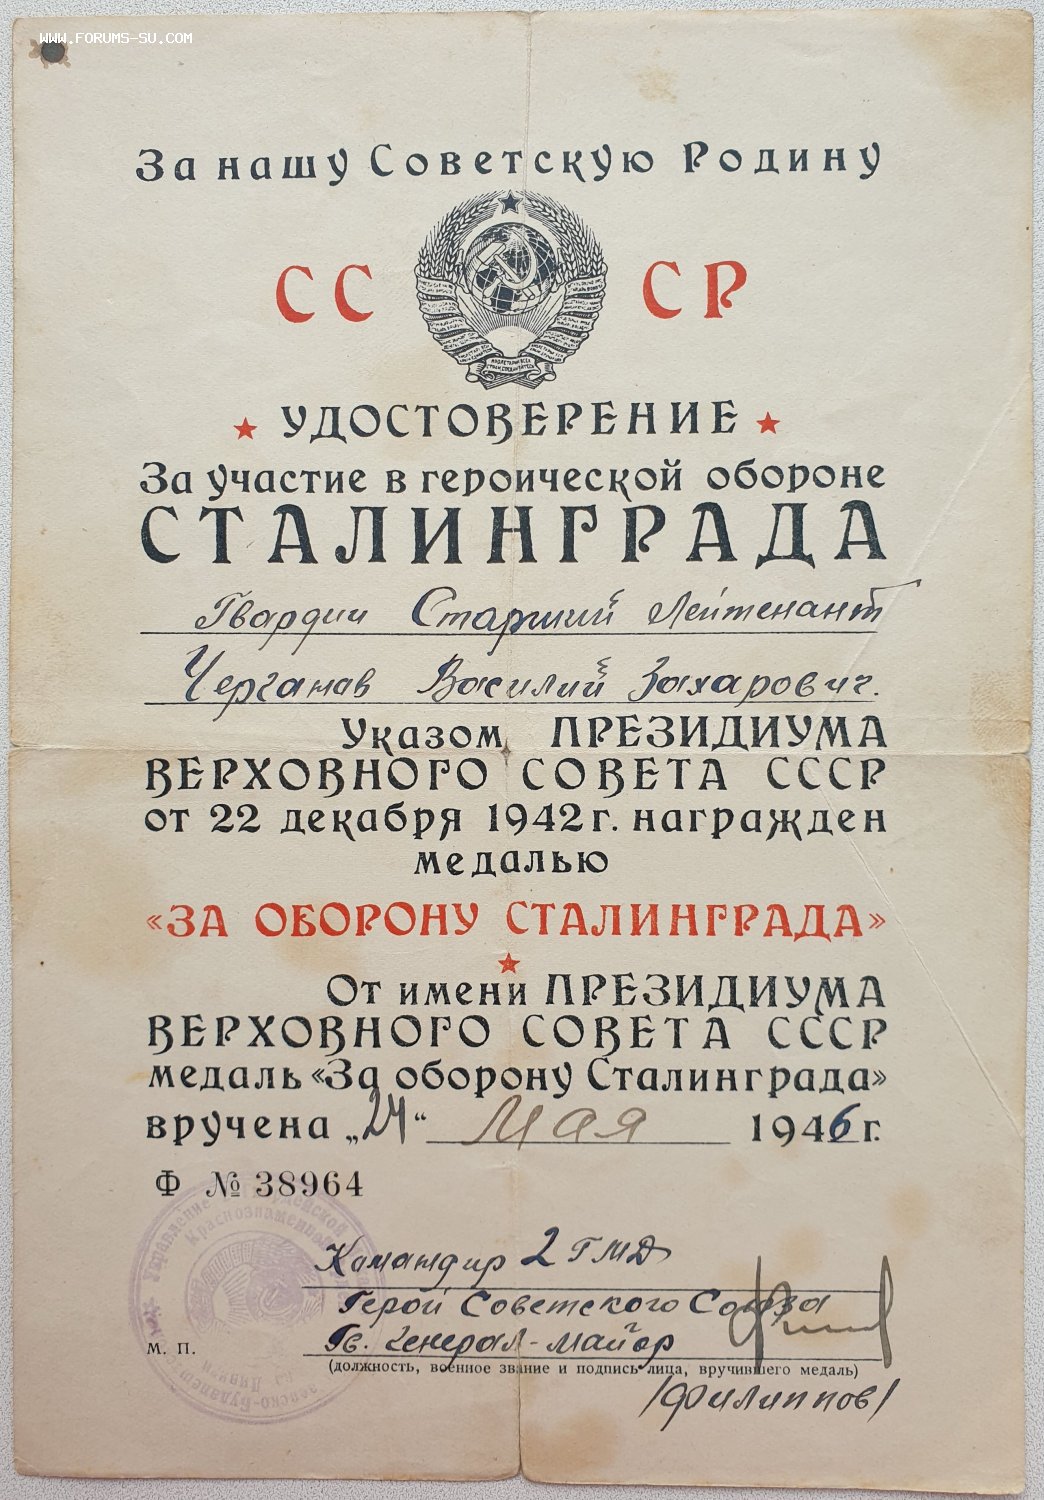 WWW.FORUMS-SU.COM
За нашу Советскую Родину
СССР
УДОСТОВЕРЕНИЕ
За участие в героической обороне
СТАЛИНГРАДА
Гвардии Старший Лейтенант
Василий Захарович.
Указом ПРЕЗИДИУМА
ВЕРХОВНОГО СОВЕТА СССР
от 22 декабря 1942 г. награжден
медалью
«ЗА ОБОРОНУ СТАЛИНГРАДА»
От имени ПРЕЗИДИУМА
ВЕРХОВНОГО СОВЕТА СССР
медаль «За оборону Сталинграда»
вручена „24“ Мая 1946 г.
Ф № 38964
Управление
Краснознаменн
Командир 2 ГМД
Герой Советского Союза
Гв. Генерал-майор
М. П.
(должность, военное звание и подпись лица, вручившего медаль)
/Филиппов/